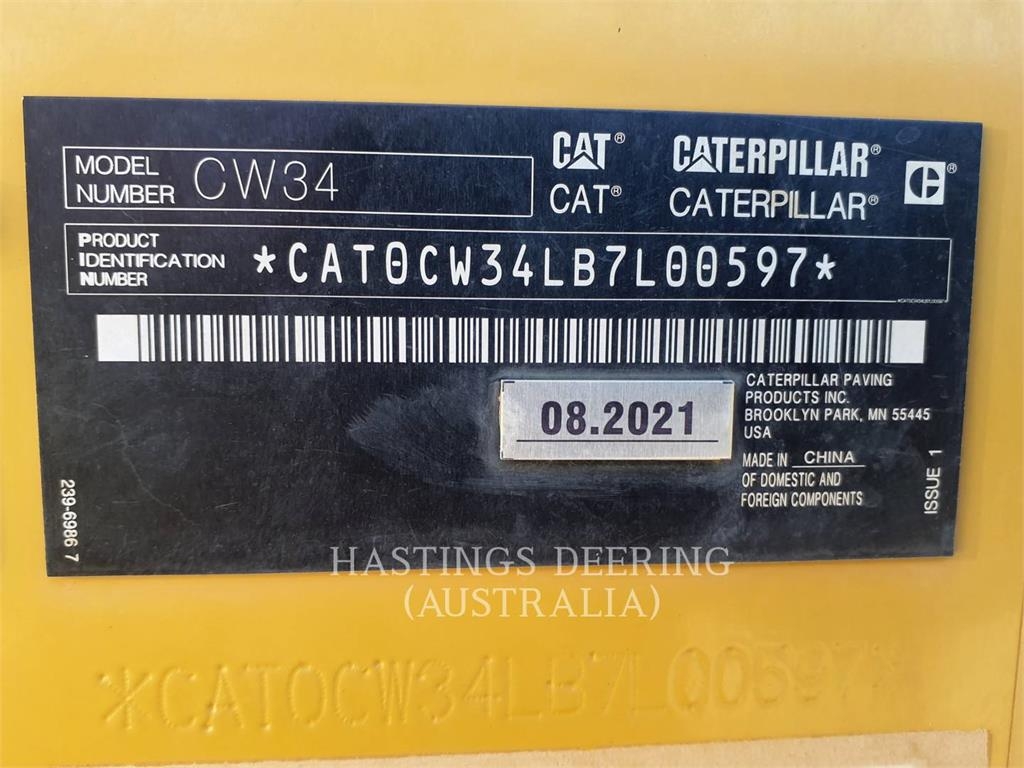 MODEL
NUMBER CW34
CAT® CATERPILLAR® ®
CAT® CATERPILLAR®
PRODUCT
IDENTIFICATION
NUMBER
*CAT0CW34LB7L00597*
*CAT0CW34LB7L00597*
08.2021
CATERPILLAR PAVING
PRODUCTS INC.
BROOKLYN PARK, MN 55445
USA
MADE IN CHINA
OF DOMESTIC AND
FOREIGN COMPONENTS
ISSUE 1
239-6986 7
HASTINGS DEERING
(AUSTRALIA)
*CAT0CW34LB7L00597*